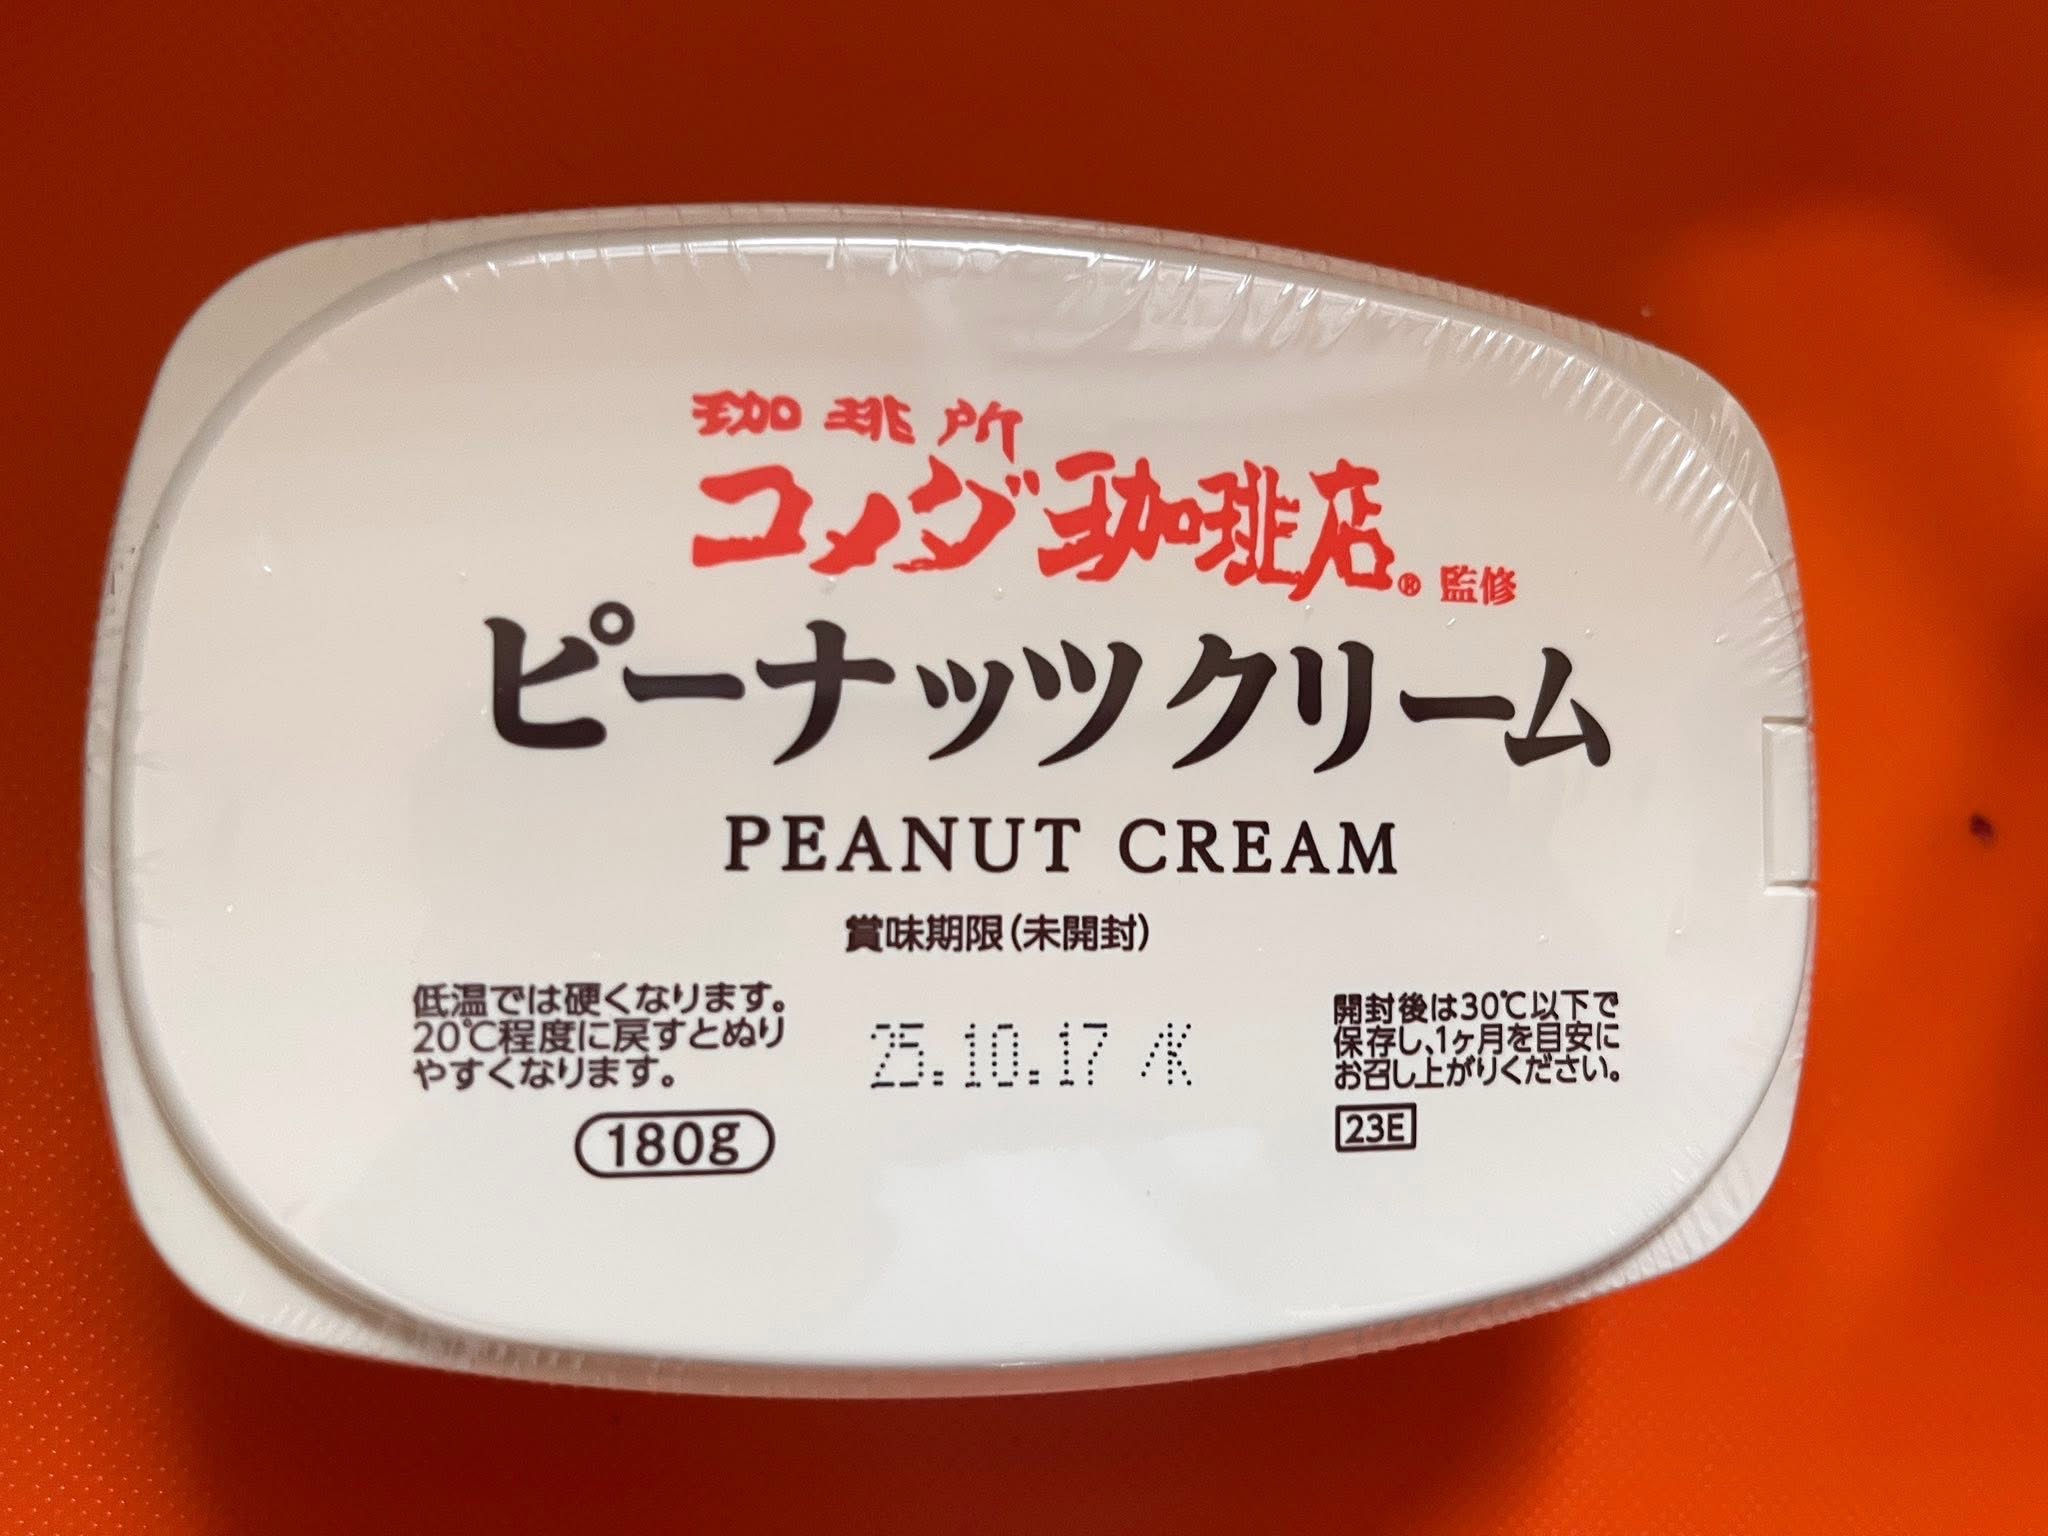 珈琲所
コメダ珈琲店® 監修
ピーナッツクリーム
PEANUT CREAM
賞味期限(未開封)
25.10.17 /K
低温では硬くなります。
20℃程度に戻すとぬり
やすくなります。
180g
開封後は30℃以下で
保存し、1ヶ月を目安に
お召し上がりください。
23E